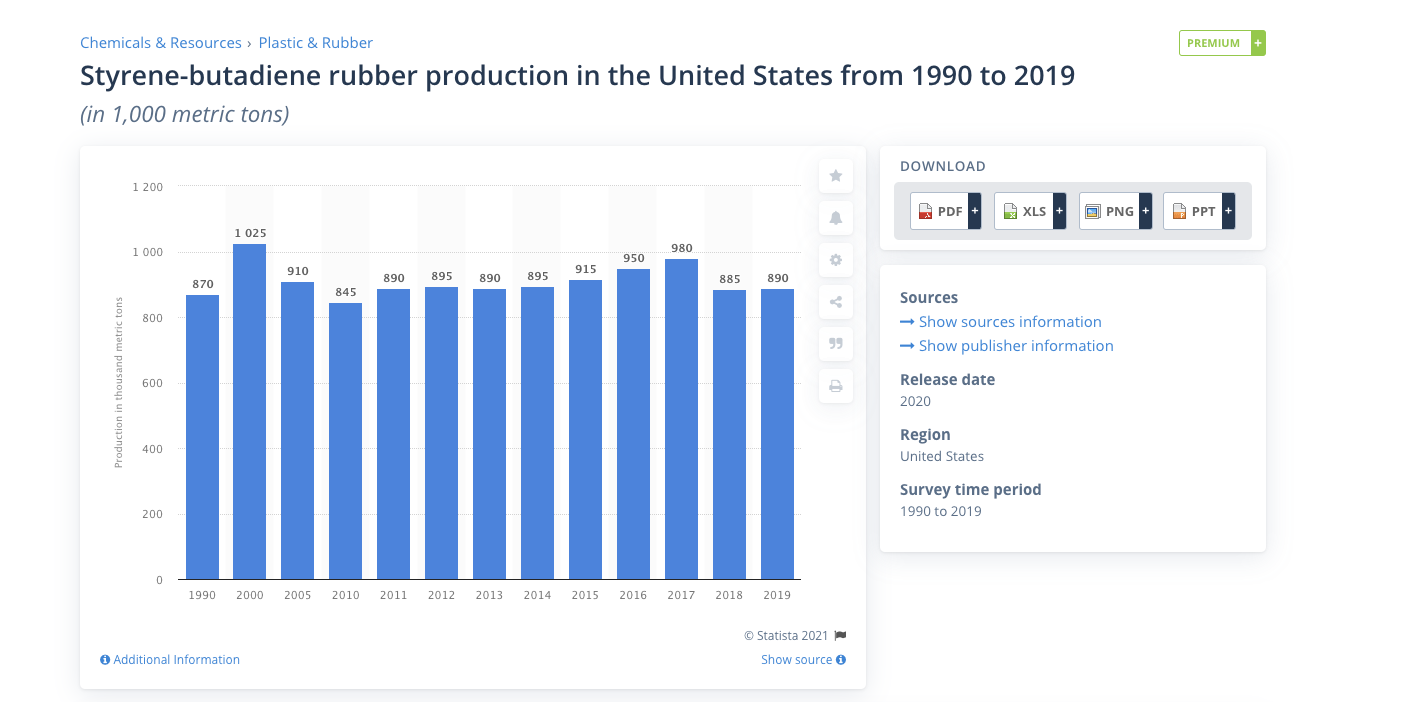 Chemicals & Resources › Plastic & Rubber
PREMIUM +
Styrene-butadiene rubber production in the United States from 1990 to 2019
(in 1,000 metric tons)
Production in thousand metric tons
1 200
1 000
800
600
400
200
0
870
1 025
910
845
890
895
890
895
915
950
980
885
890
1990 2000 2005 2010 2011 2012 2013 2014 2015 2016 2017 2018 2019
© Statista 2021
Additional Information
Show source
DOWNLOAD
PDF + XLS + PNG + PPT +
Sources
Show sources information
Show publisher information
Release date
2020
Region
United States
Survey time period
1990 to 2019